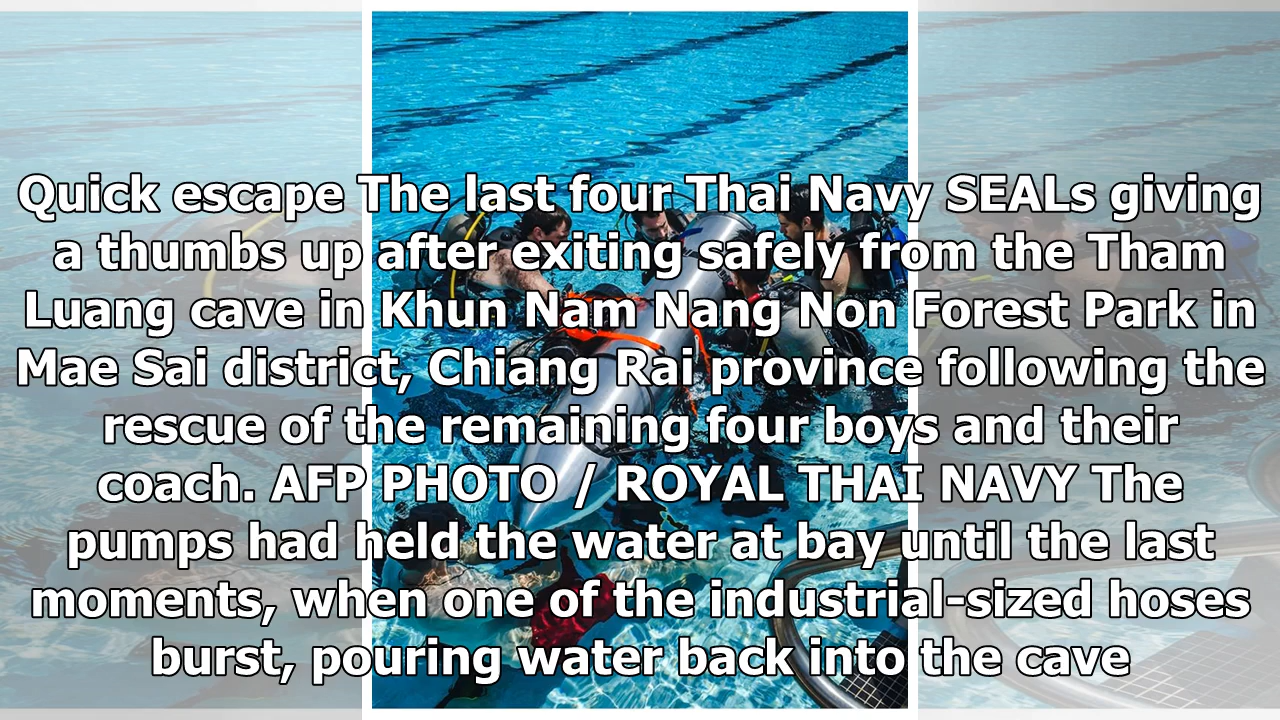 Quick escape The last four Thai Navy SEALs giving
a thumbs up after exiting safely from the Tham
Luang cave in Khun Nam Nang Non Forest Park in
Mae Sai district, Chiang Rai province following the
rescue of the remaining four boys and their
coach. AFP PHOTO / ROYAL THAI NAVY The
pumps had held the water at bay until the last
moments, when one of the industrial-sized hoses
burst, pouring water back into the cave